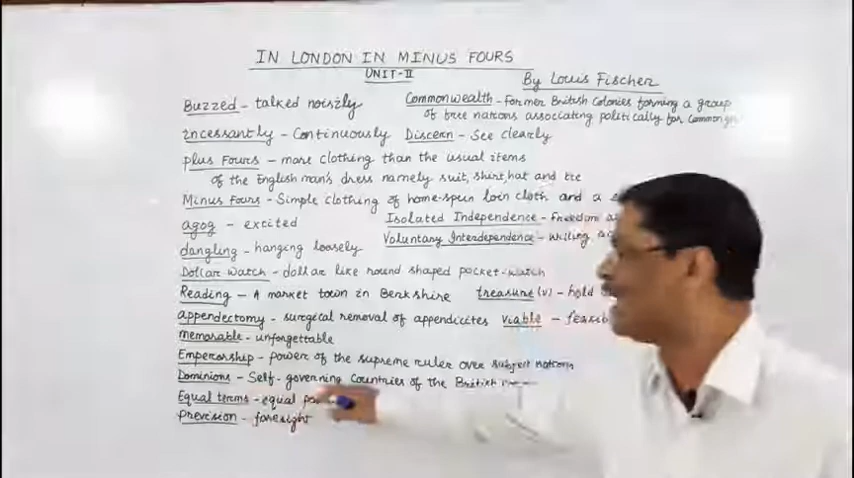 IN LONDON IN MINUS FOURS
UNIT-II
By Louis Fischer
Buzzed - talked noisily
Commonwealth - Former British Colonies forming a group
of free nations associating politically for common
incessantly - Continuously
Discern - See clearly
plus Fours - more clothing than the usual items
of the English man's dress namely suit, shirt, hat and etc
Minus Fours - Simple clothing of home-spun loin cloth and a
agog - excited
Isolated Independence - Freedom
dangling - hanging loosely
Voluntary Interdependence - willing
Dollar Watch - dollar like round shaped pocket-watch
Reading - A market town in Berkshire
treasure (v) - hold
appendectomy - surgical removal of appendicites
viable - feasib
memorable - unforgettable
Emperorship - power of the supreme ruler over subject nations
Dominions - Self-governing Countries of the British
Equal terms - equal
prevision - foresight